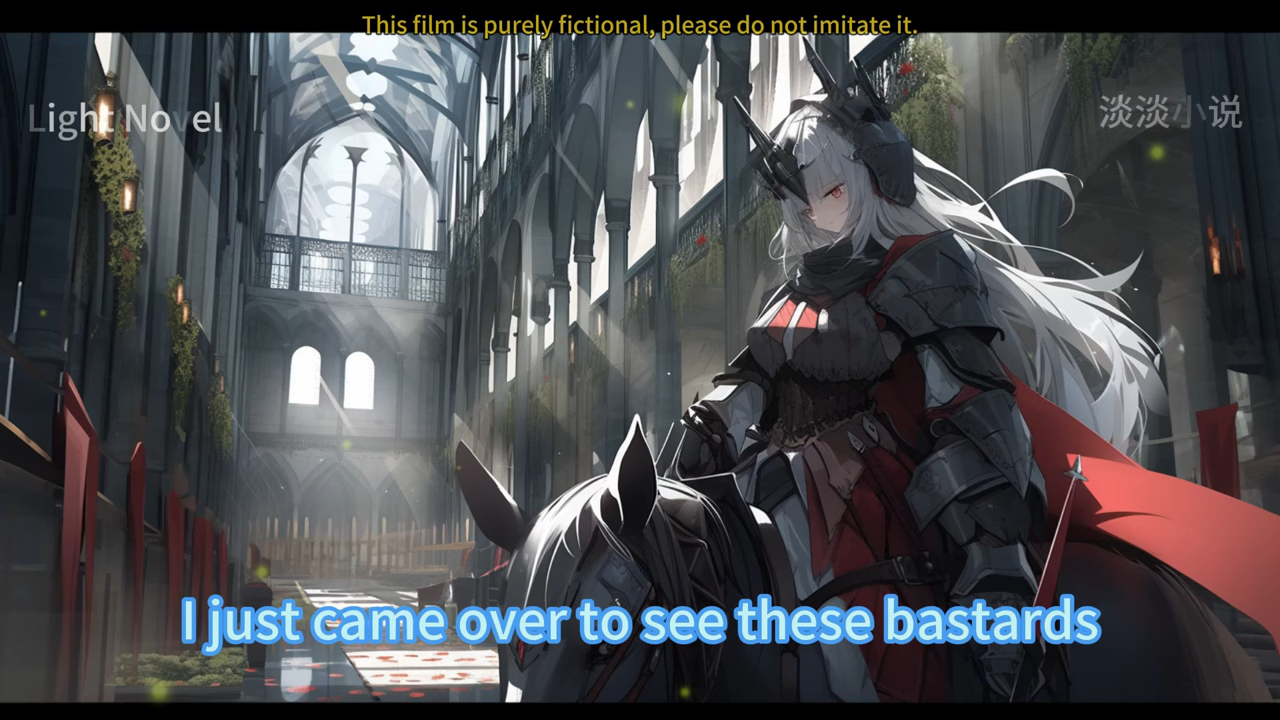 This film is purely fictional, please do not imitate it.
Light Novel
淡淡小说
I just came over to see these bastards